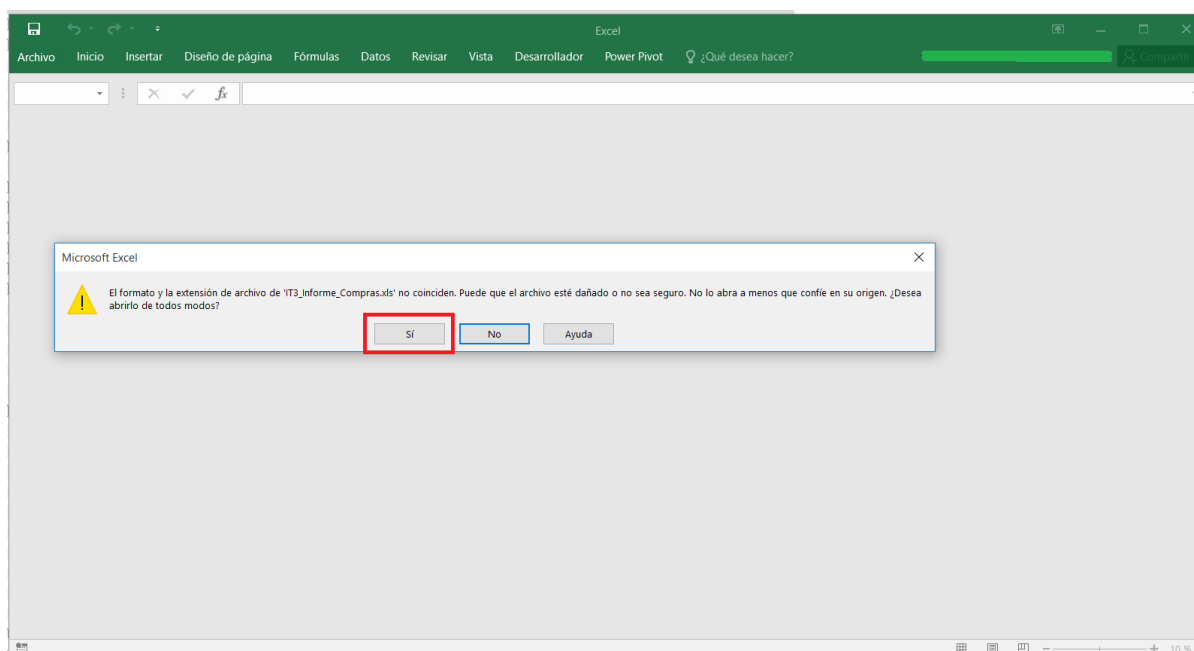 Excel
Archivo Inicio Insertar Diseño de página Fórmulas Datos Revisar Vista Desarrollador Power Pivot ¿Qué desea hacer? Compartir
fx
Microsoft Excel
El formato y la extensión de archivo de 'IT3_Informe_Compras.xls' no coinciden. Puede que el archivo esté dañado o no sea seguro. No lo abra a menos que confíe en su origen. ¿Desea
abrirlo de todos modos?
Sí No Ayuda
10 %